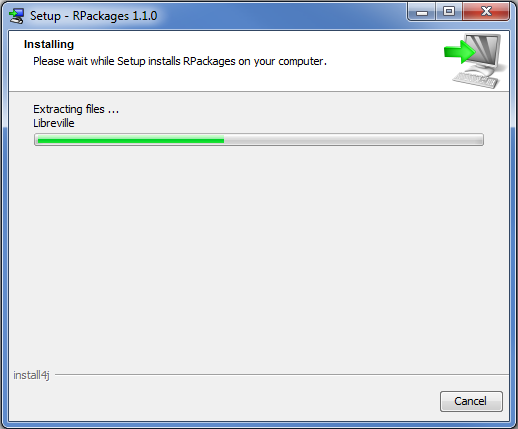 Setup - RPackages 1.1.0
Installing
Please wait while Setup installs RPackages on your computer.
Extracting files ...
Libreville
install4j
Cancel